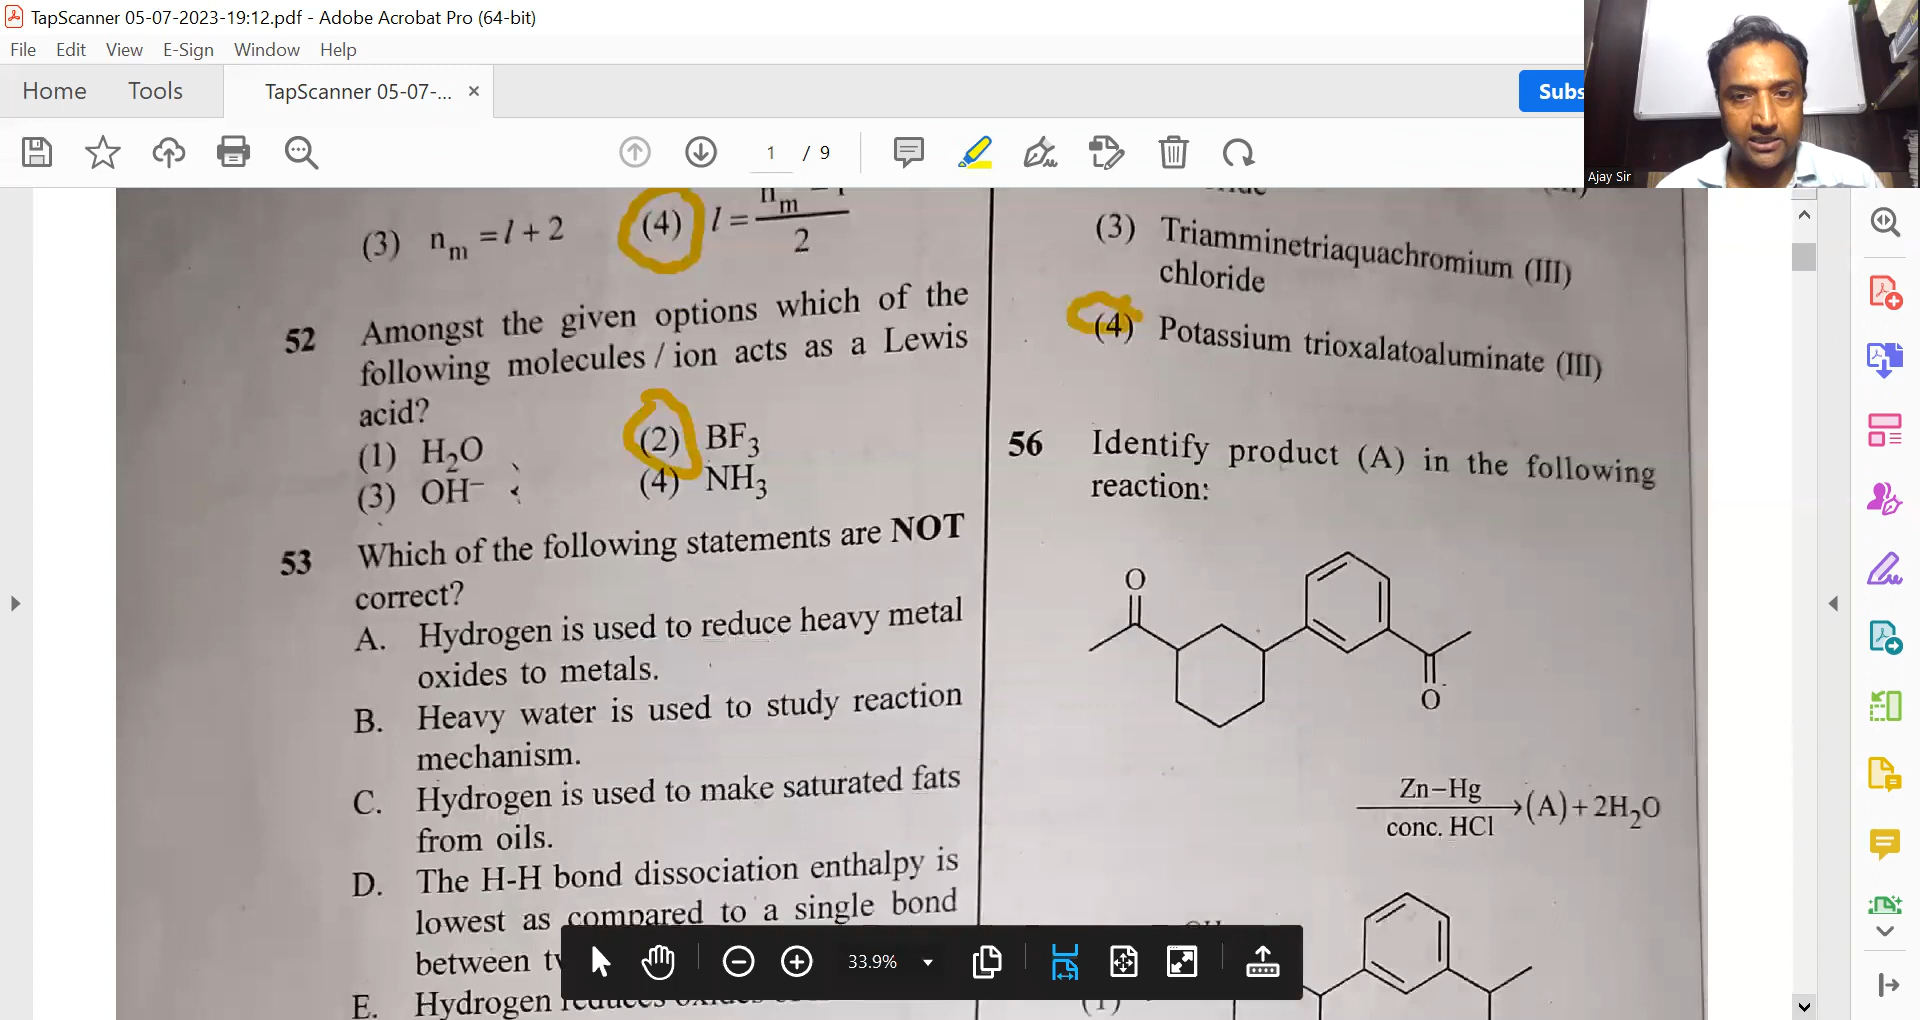 TapScanner 05-07-2023-19:12.pdf - Adobe Acrobat Pro (64-bit)
File Edit View E-Sign Window Help
Home Tools TapScanner 05-07-... ×
Subs
1 / 9
Ajay Sir
(3) nₘ = l + 2 (4) l =
2
52 Amongst the given options which of the
following molecules / ion acts as a Lewis
acid?
(1) H₂O (2) BF₃
(3) OH⁻ (4) NH₃
53 Which of the following statements are NOT
correct?
A. Hydrogen is used to reduce heavy metal
oxides to metals.
B. Heavy water is used to study reaction
mechanism.
C. Hydrogen is used to make saturated fats
from oils.
D. The H-H bond dissociation enthalpy is
lowest as compared to a single bond
between
E. Hydrogen reduces oxides
(3) Triamminetriaquachromium (III)
chloride
(4) Potassium trioxalatoaluminate (III)
56 Identify product (A) in the following
reaction:
O
O
Zn–Hg
conc. HCl
→(A) + 2H₂O
(1)
33.9%